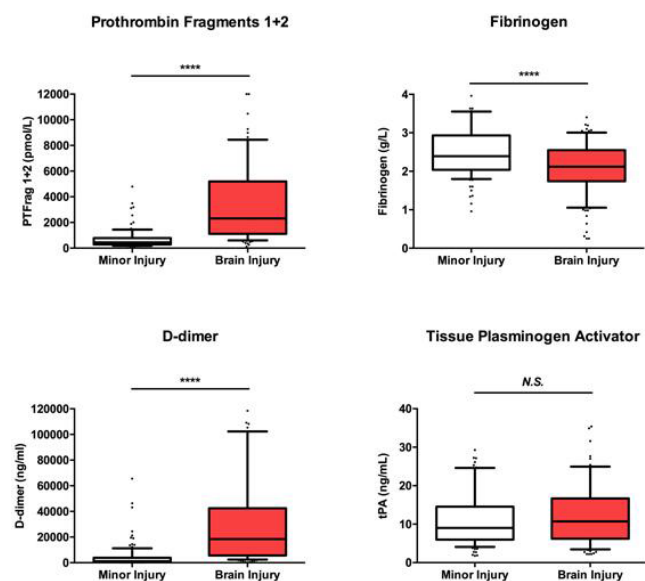 Prothrombin Fragments 1+2
****
PTFrag 1+2 (pmol/L)
12000
10000
8000
6000
4000
2000
0
Minor Injury Brain Injury
Fibrinogen
****
Fibrinogen (g/L)
4
3
2
1
0
Minor Injury Brain Injury
D-dimer
****
D-dimer (ng/ml)
120000
100000
80000
60000
40000
20000
0
Minor Injury Brain Injury
Tissue Plasminogen Activator
N.S.
tPA (ng/mL)
40
30
20
10
0
Minor Injury Brain Injury